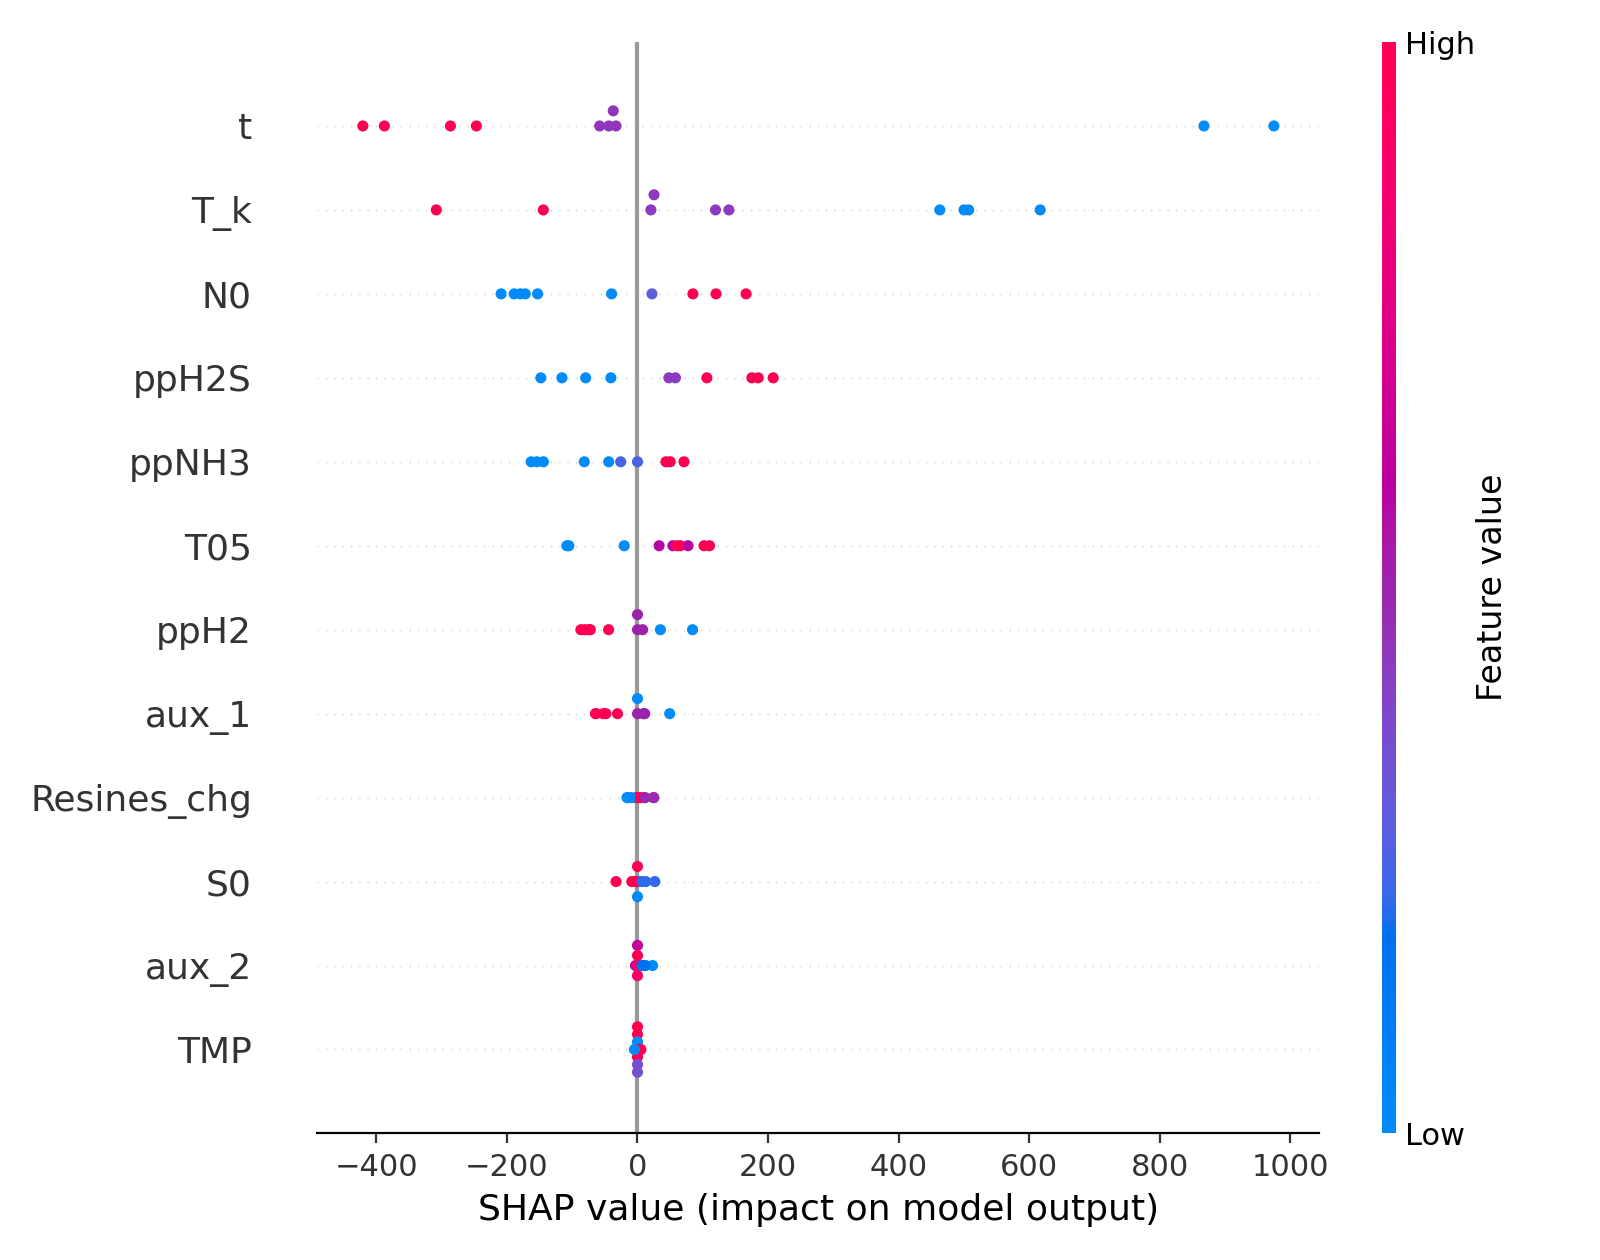 High
t
T_k
N0
ppH2S
ppNH3
T05
ppH2
aux_1
Resines_chg
S0
aux_2
TMP
Feature value
Low
−400 −200 0 200 400 600 800 1000
SHAP value (impact on model output)